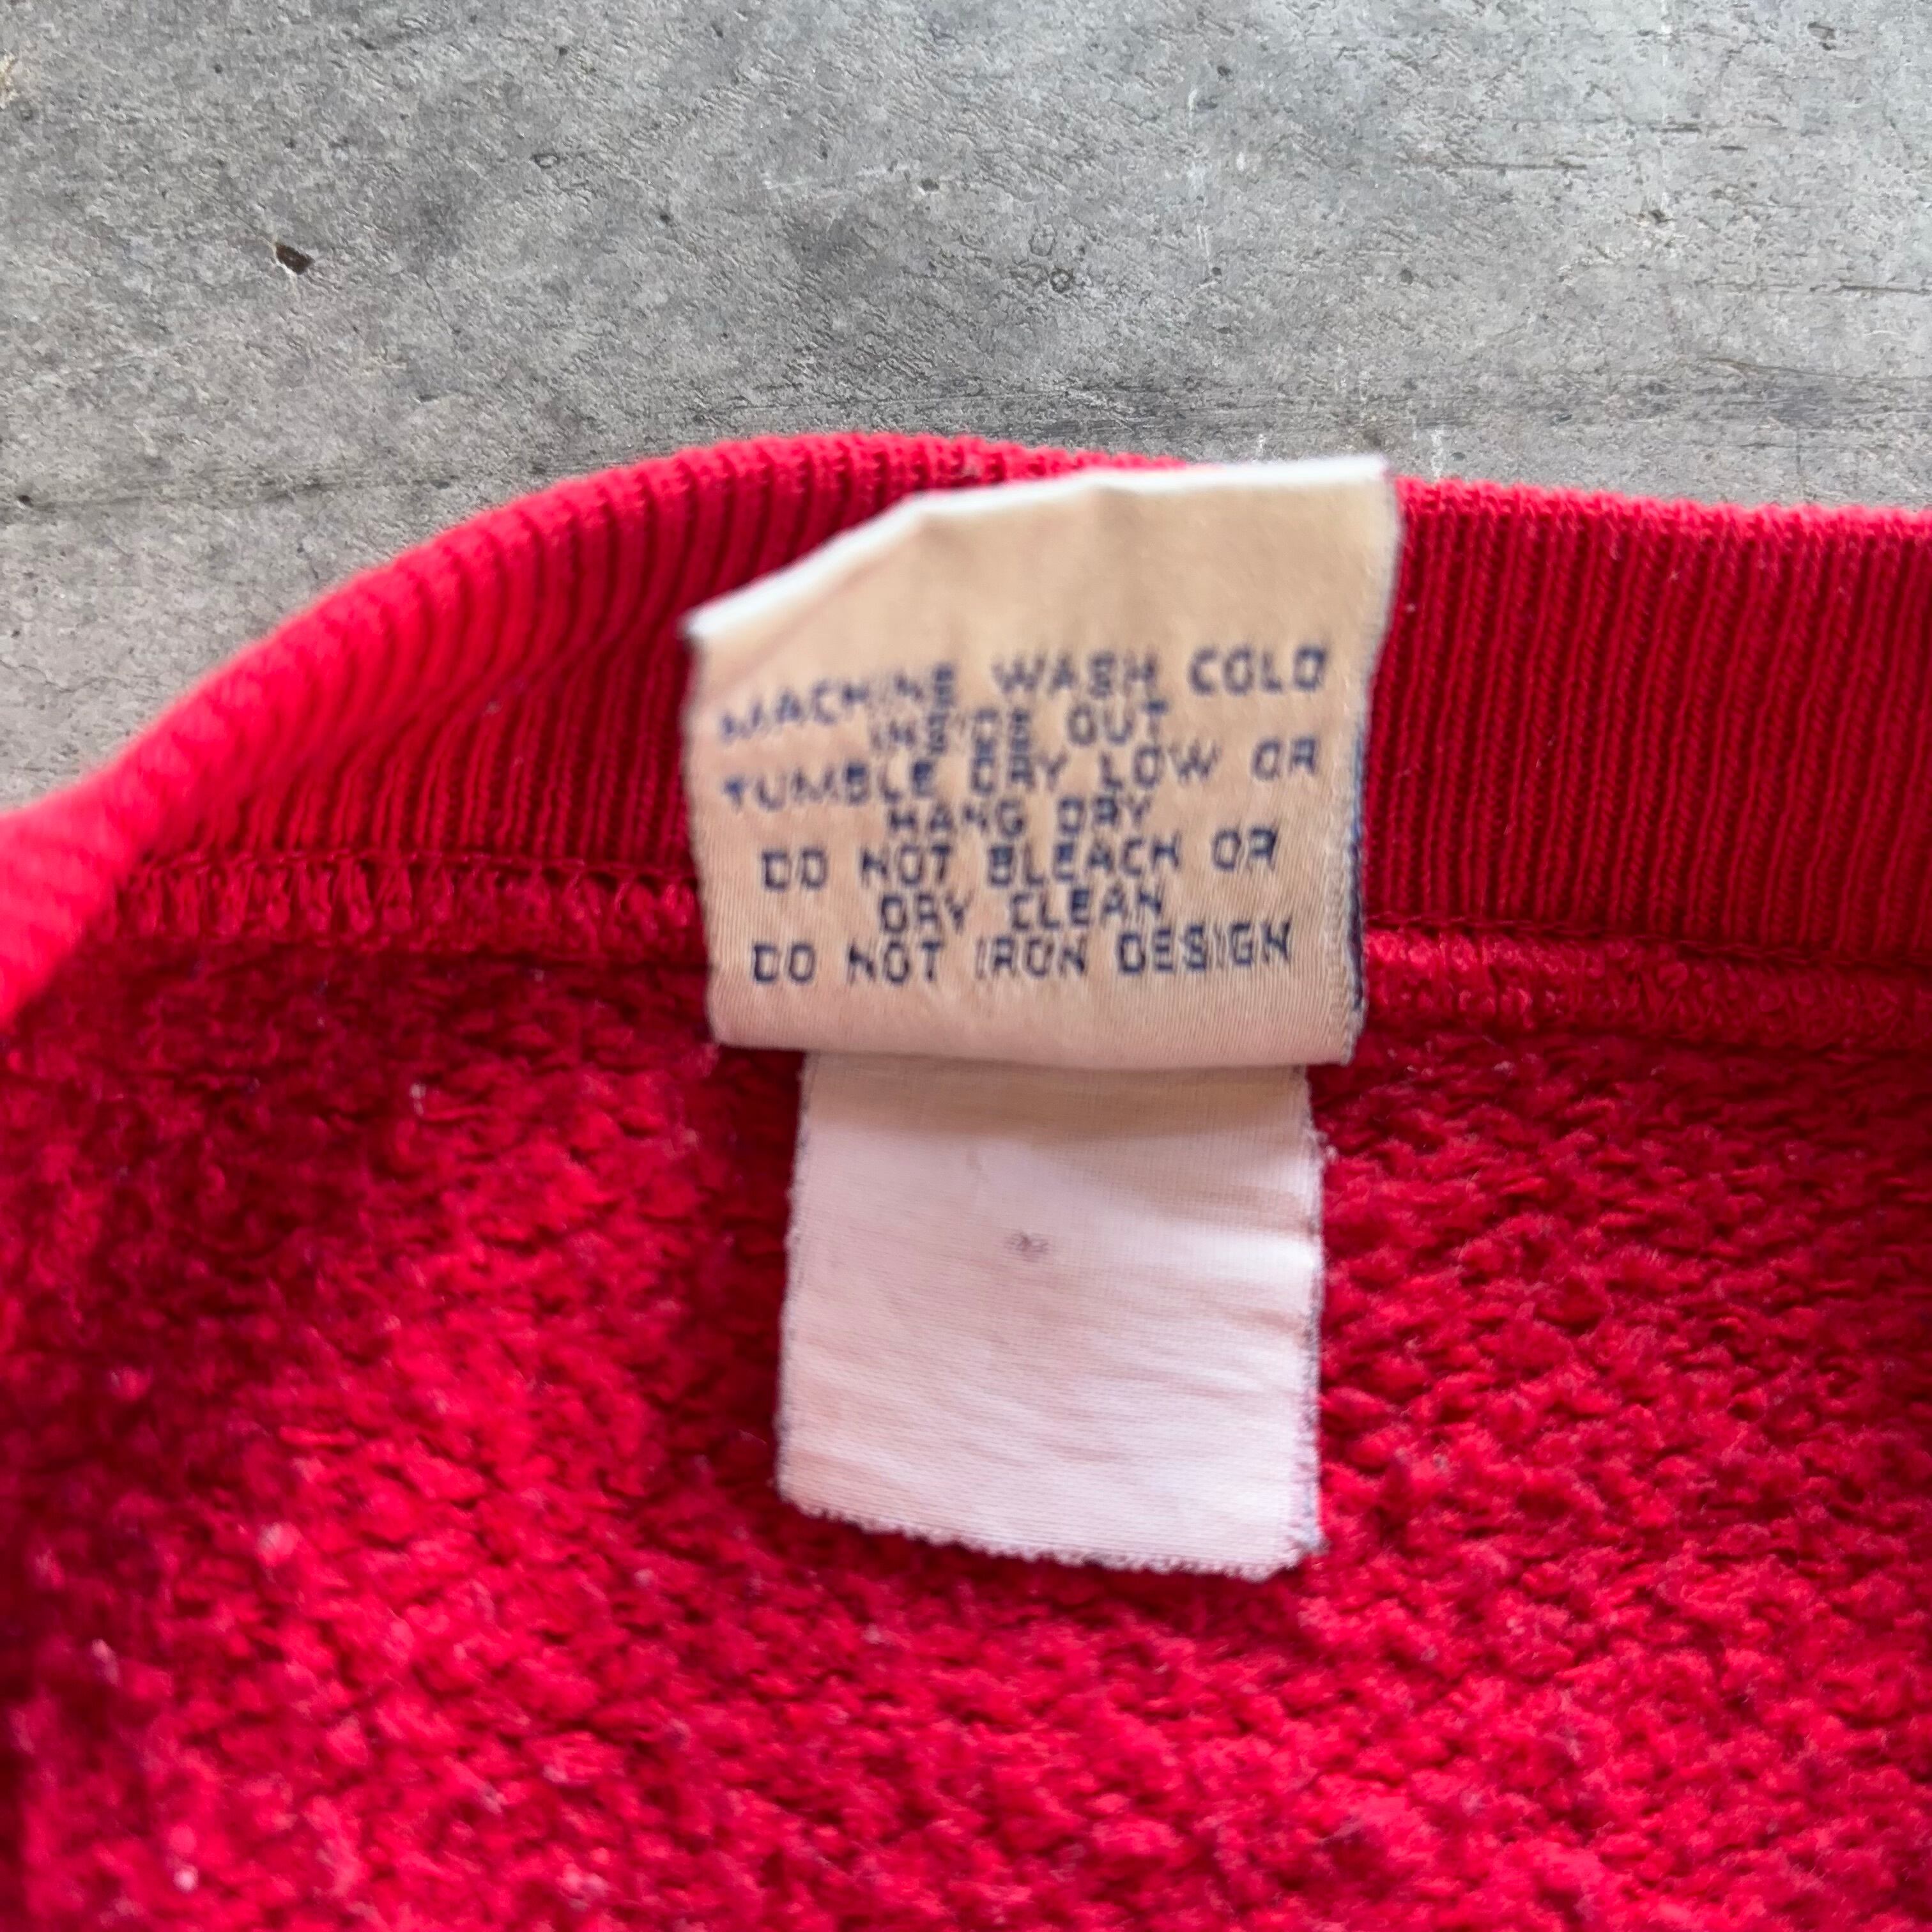 MACHINE WASH COLD
INSIDE OUT
TUMBLE DRY LOW OR
HANG DRY
DO NOT BLEACH OR
DRY CLEAN
DO NOT IRON DESIGN